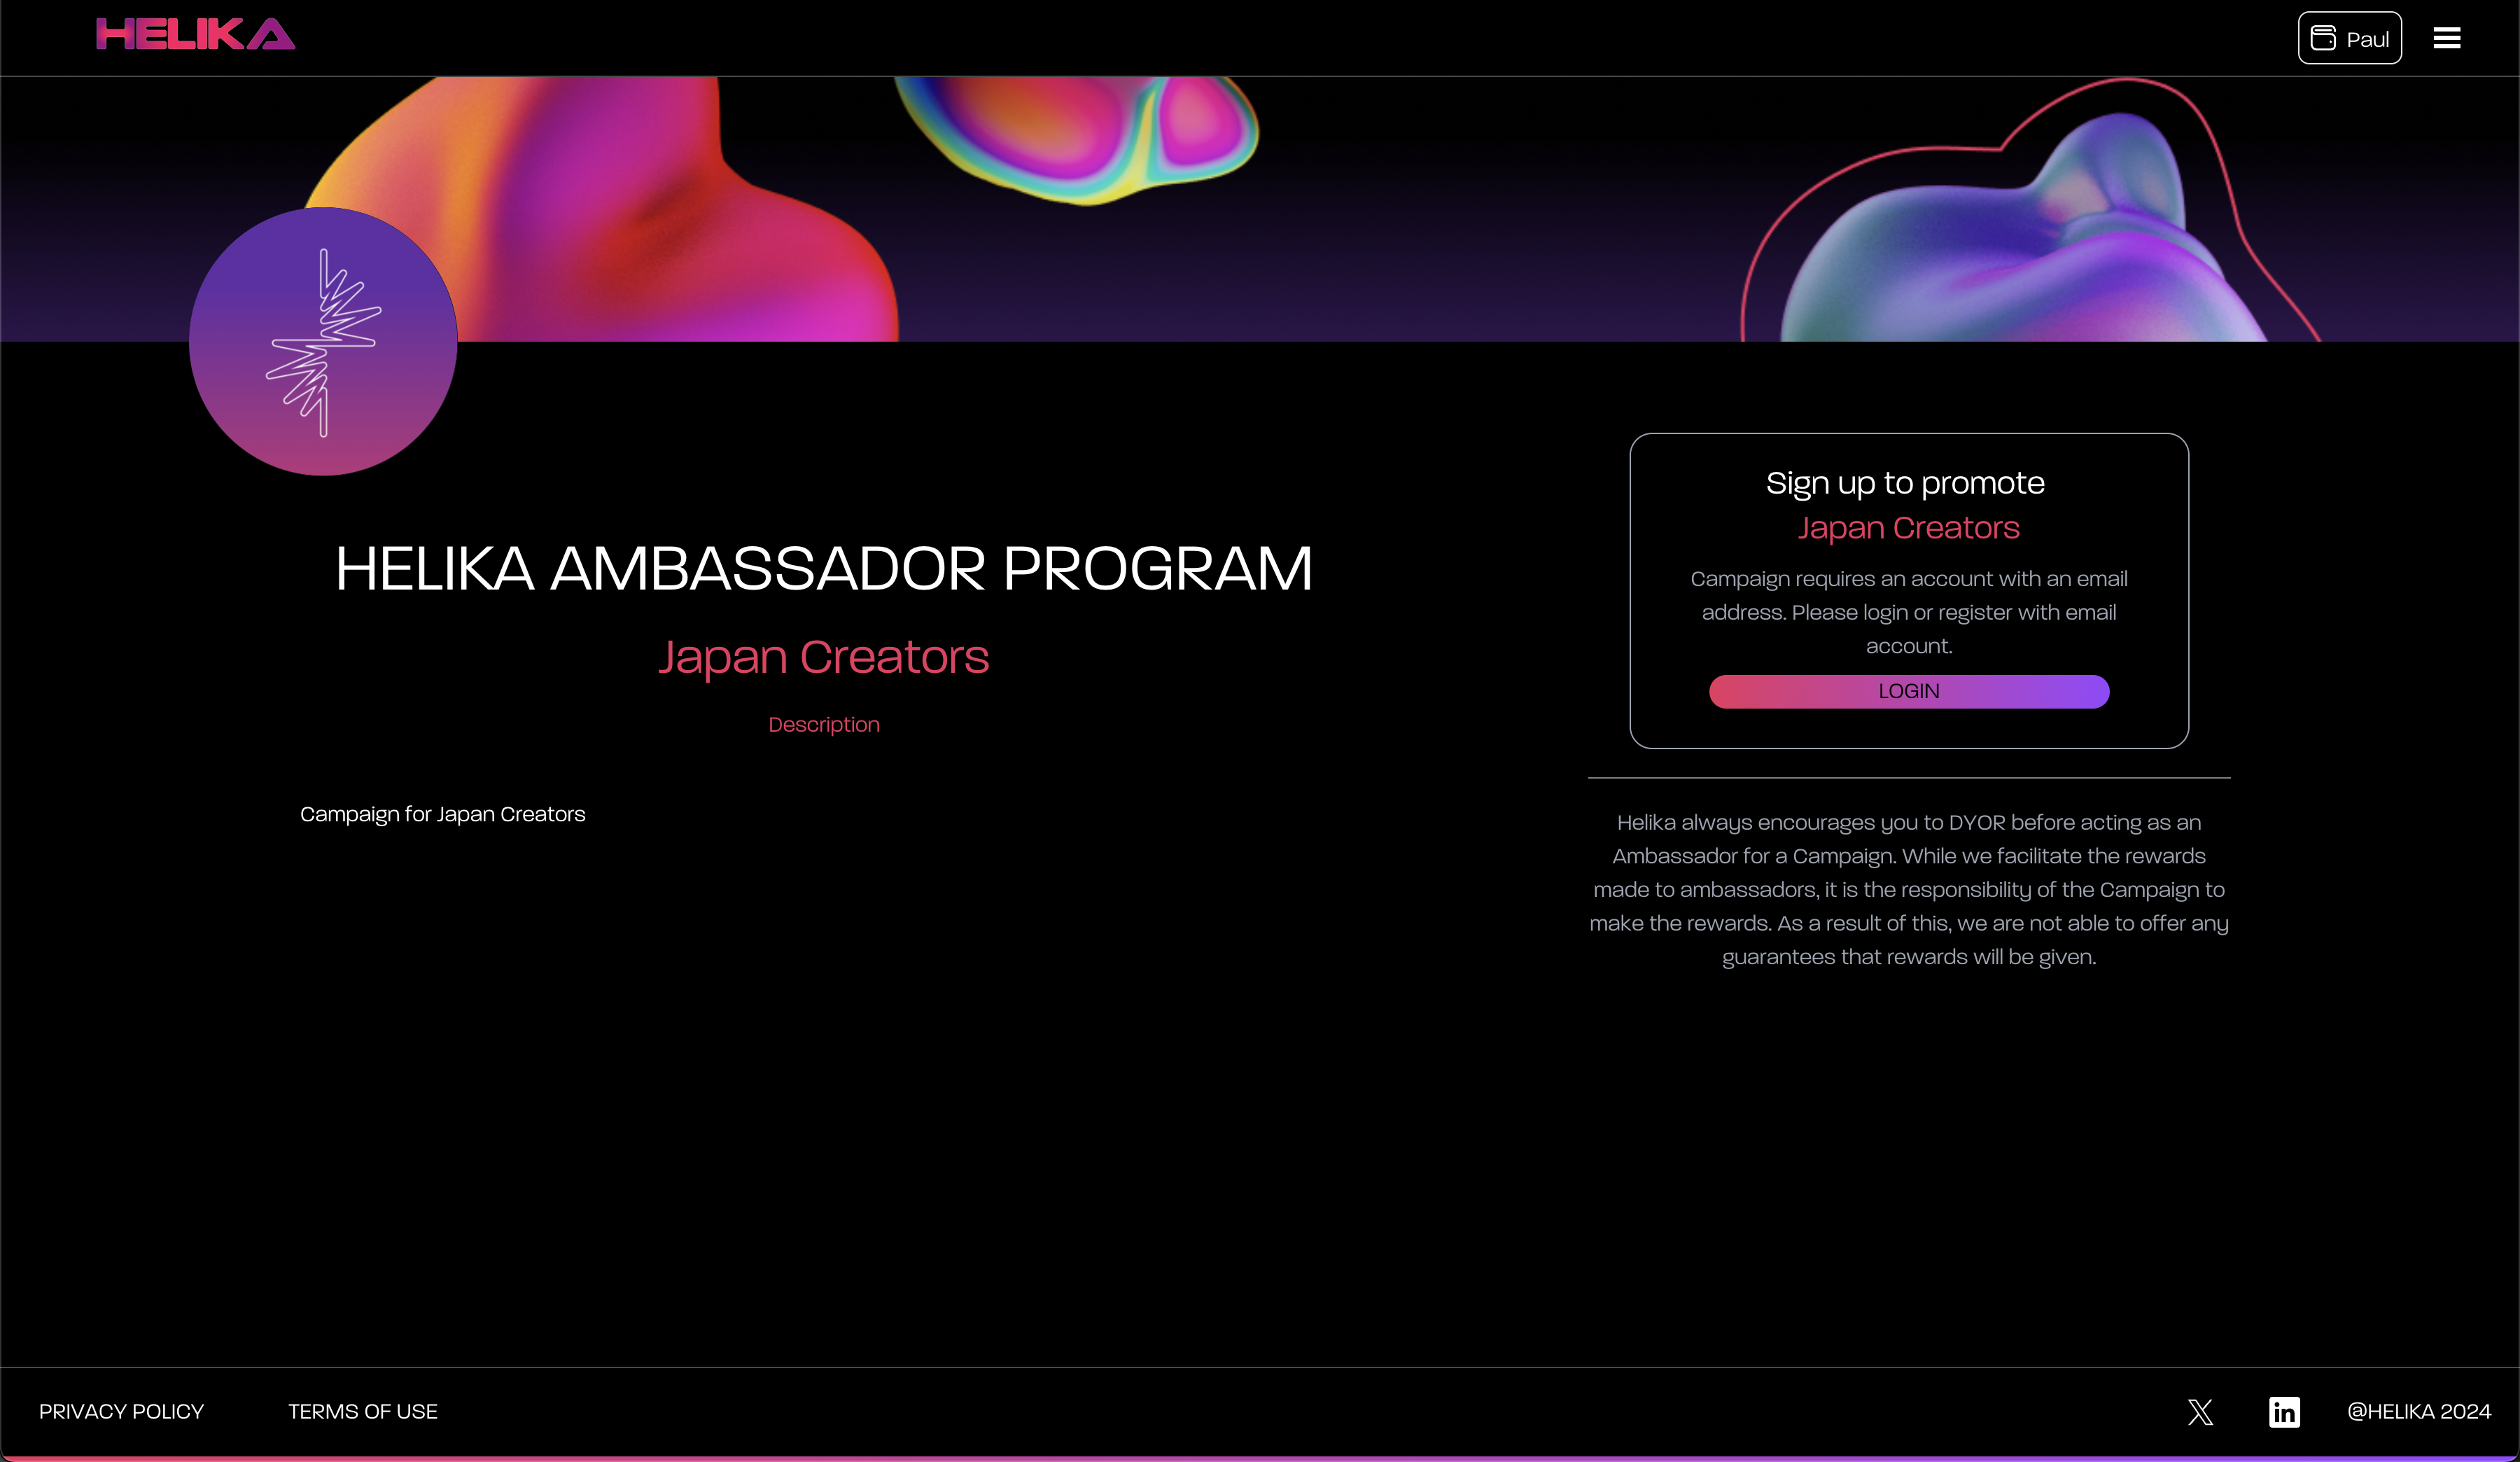 HELIKA
Paul
HELIKA AMBASSADOR PROGRAM
Japan Creators
Description
Campaign for Japan Creators
Sign up to promote
Japan Creators
Campaign requires an account with an email
address. Please login or register with email
account.
LOGIN
Helika always encourages you to DYOR before acting as an
Ambassador for a Campaign. While we facilitate the rewards
made to ambassadors, it is the responsibility of the Campaign to
make the rewards. As a result of this, we are not able to offer any
guarantees that rewards will be given.
PRIVACY POLICY
TERMS OF USE
@HELIKA 2024